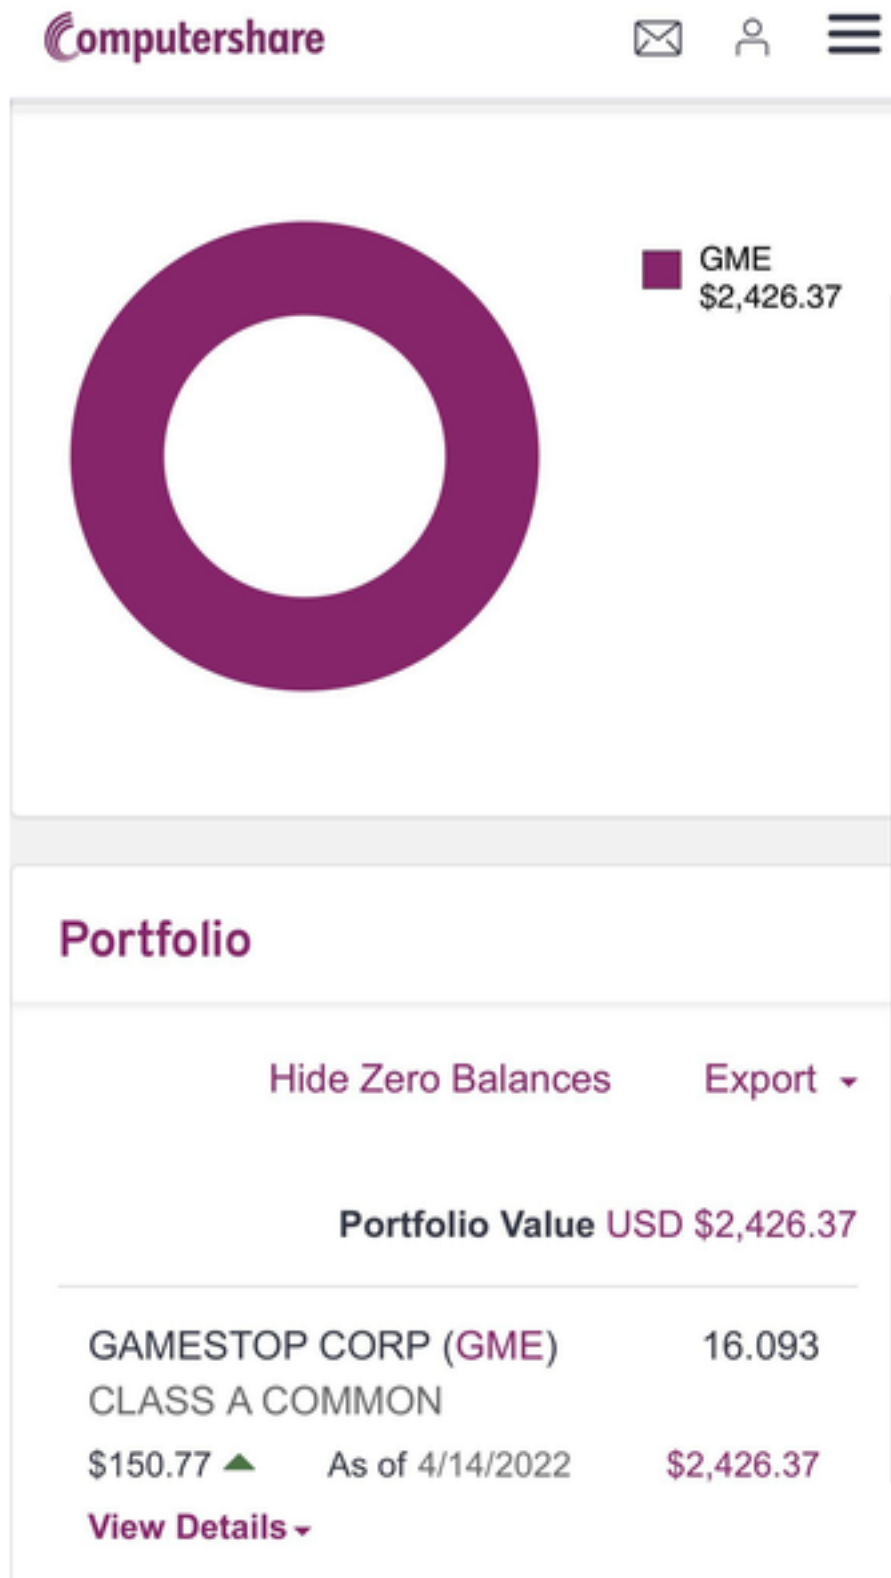 Computershare
GME
$2,426.37
Portfolio
Hide Zero Balances Export
Portfolio Value USD $2,426.37
GAMESTOP CORP (GME) 16.093
CLASS A COMMON
$150.77 As of 4/14/2022 $2,426.37
View Details